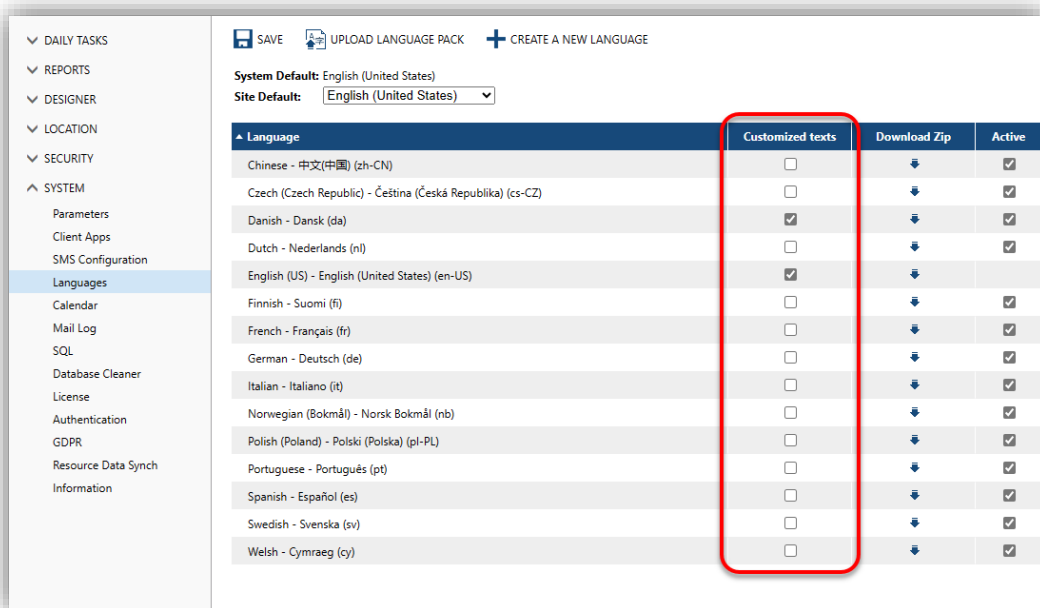 DAILY TASKS
REPORTS
DESIGNER
LOCATION
SECURITY
SYSTEM
Parameters
Client Apps
SMS Configuration
Languages
Calendar
Mail Log
SQL
Database Cleaner
License
Authentication
GDPR
Resource Data Synch
Information
SAVE UPLOAD LANGUAGE PACK CREATE A NEW LANGUAGE
System Default: English (United States)
Site Default: English (United States)
Language Customized texts Download Zip Active
Chinese - 中文(中国) (zh-CN)
Czech (Czech Republic) - Čeština (Česká Republika) (cs-CZ)
Danish - Dansk (da)
Dutch - Nederlands (nl)
English (US) - English (United States) (en-US)
Finnish - Suomi (fi)
French - Français (fr)
German - Deutsch (de)
Italian - Italiano (it)
Norwegian (Bokmål) - Norsk Bokmål (nb)
Polish (Poland) - Polski (Polska) (pl-PL)
Portuguese - Português (pt)
Spanish - Español (es)
Swedish - Svenska (sv)
Welsh - Cymraeg (cy)